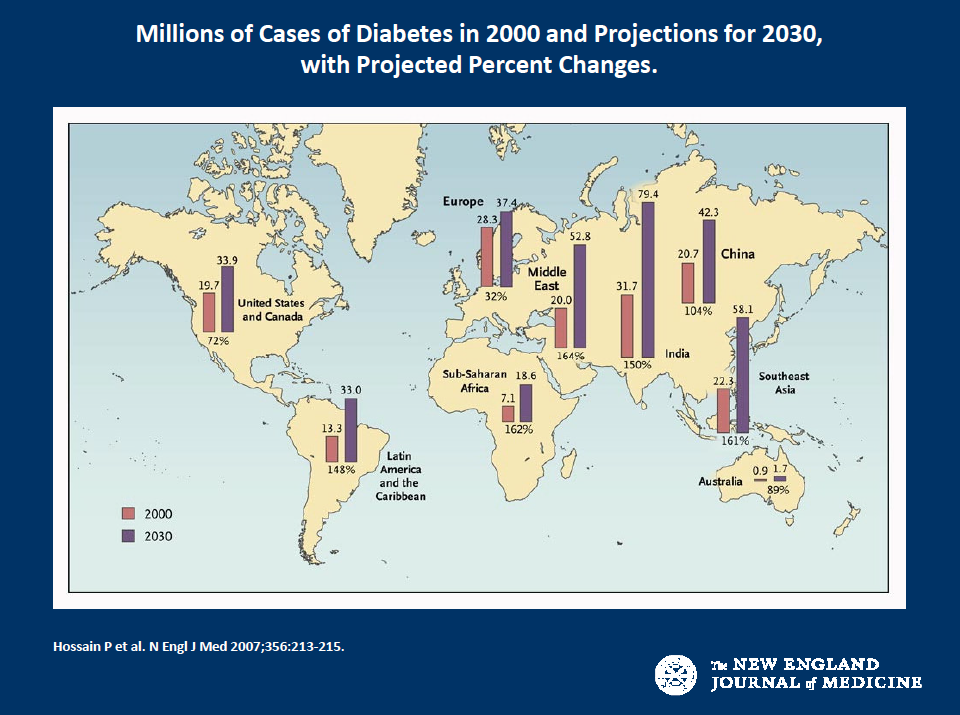 Millions of Cases of Diabetes in 2000 and Projections for 2030,
with Projected Percent Changes.
Europe
28.3
37.4
32%
Middle
East
20.0
52.8
164%
31.7
79.4
150%
India
20.7
42.3
104%
China
19.7
33.9
72%
United States
and Canada
Sub-Saharan
Africa
7.1
18.6
162%
22.3
58.1
161%
Southeast
Asia
13.3
33.0
148%
Latin
America
and the
Caribbean
Australia
0.9
1.7
89%
2000
2030
Hossain P et al. N Engl J Med 2007;356:213-215.
The NEW ENGLAND
JOURNAL of MEDICINE